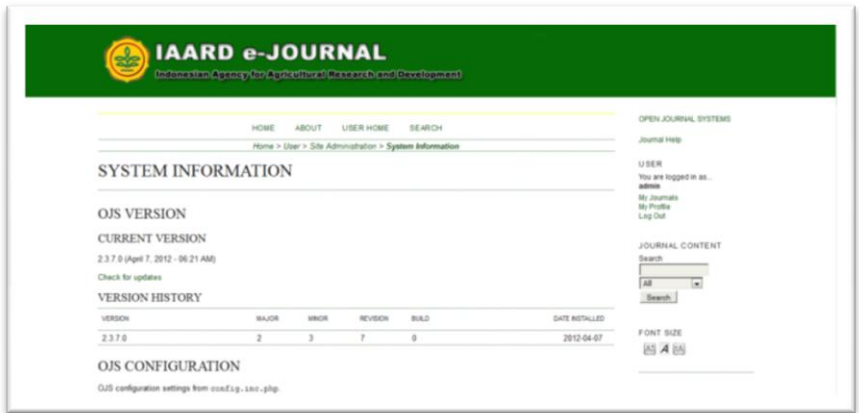 IAARD e-JOURNAL
Indonesian Agency for Agricultural Research and Development
HOME ABOUT USER HOME SEARCH
Home > User > Site Administration > System Information
SYSTEM INFORMATION
OJS VERSION
CURRENT VERSION
2.3.7.0 (April 7, 2012 - 06:21 AM)
Check for updates
VERSION HISTORY
VERSION MAJOR MINOR REVISION BUILD DATE INSTALLED
2.3.7.0 2 3 7 0 2012-04-07
OJS CONFIGURATION
OJS configuration settings from config.inc.php.
OPEN JOURNAL SYSTEMS
Journal Help
USER
You are logged in as...
admin
My Journals
My Profile
Log Out
JOURNAL CONTENT
Search
All
Search
FONT SIZE
A A A